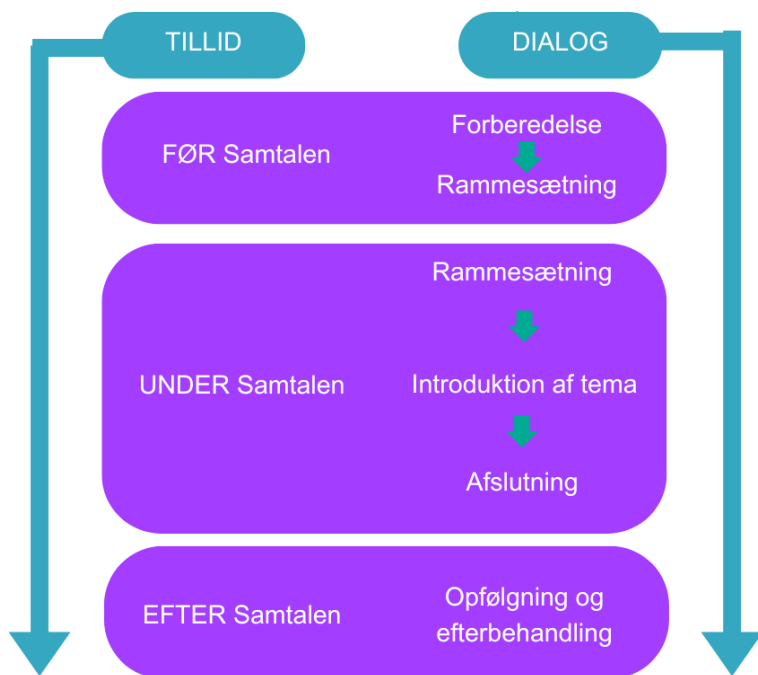 TILLID
DIALOG
FØR Samtalen
Forberedelse
Rammesætning
UNDER Samtalen
Rammesætning
Introduktion af tema
Afslutning
EFTER Samtalen
Opfølgning og
efterbehandling